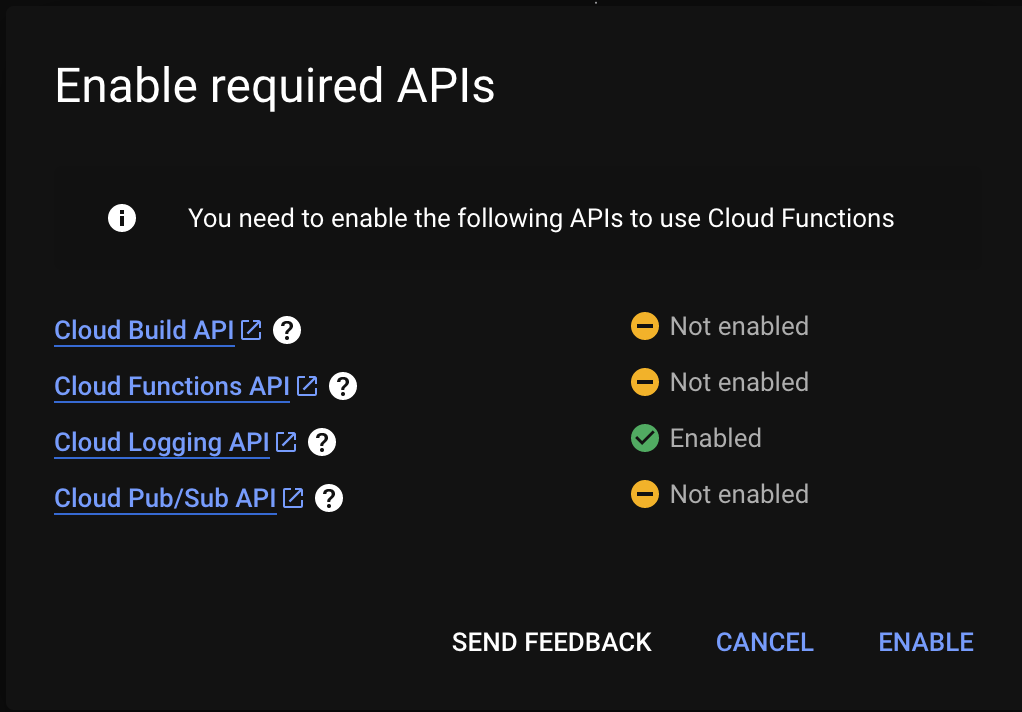 Enable required APIs
You need to enable the following APIs to use Cloud Functions
Cloud Build API Not enabled
Cloud Functions API Not enabled
Cloud Logging API Enabled
Cloud Pub/Sub API Not enabled
SEND FEEDBACK CANCEL ENABLE